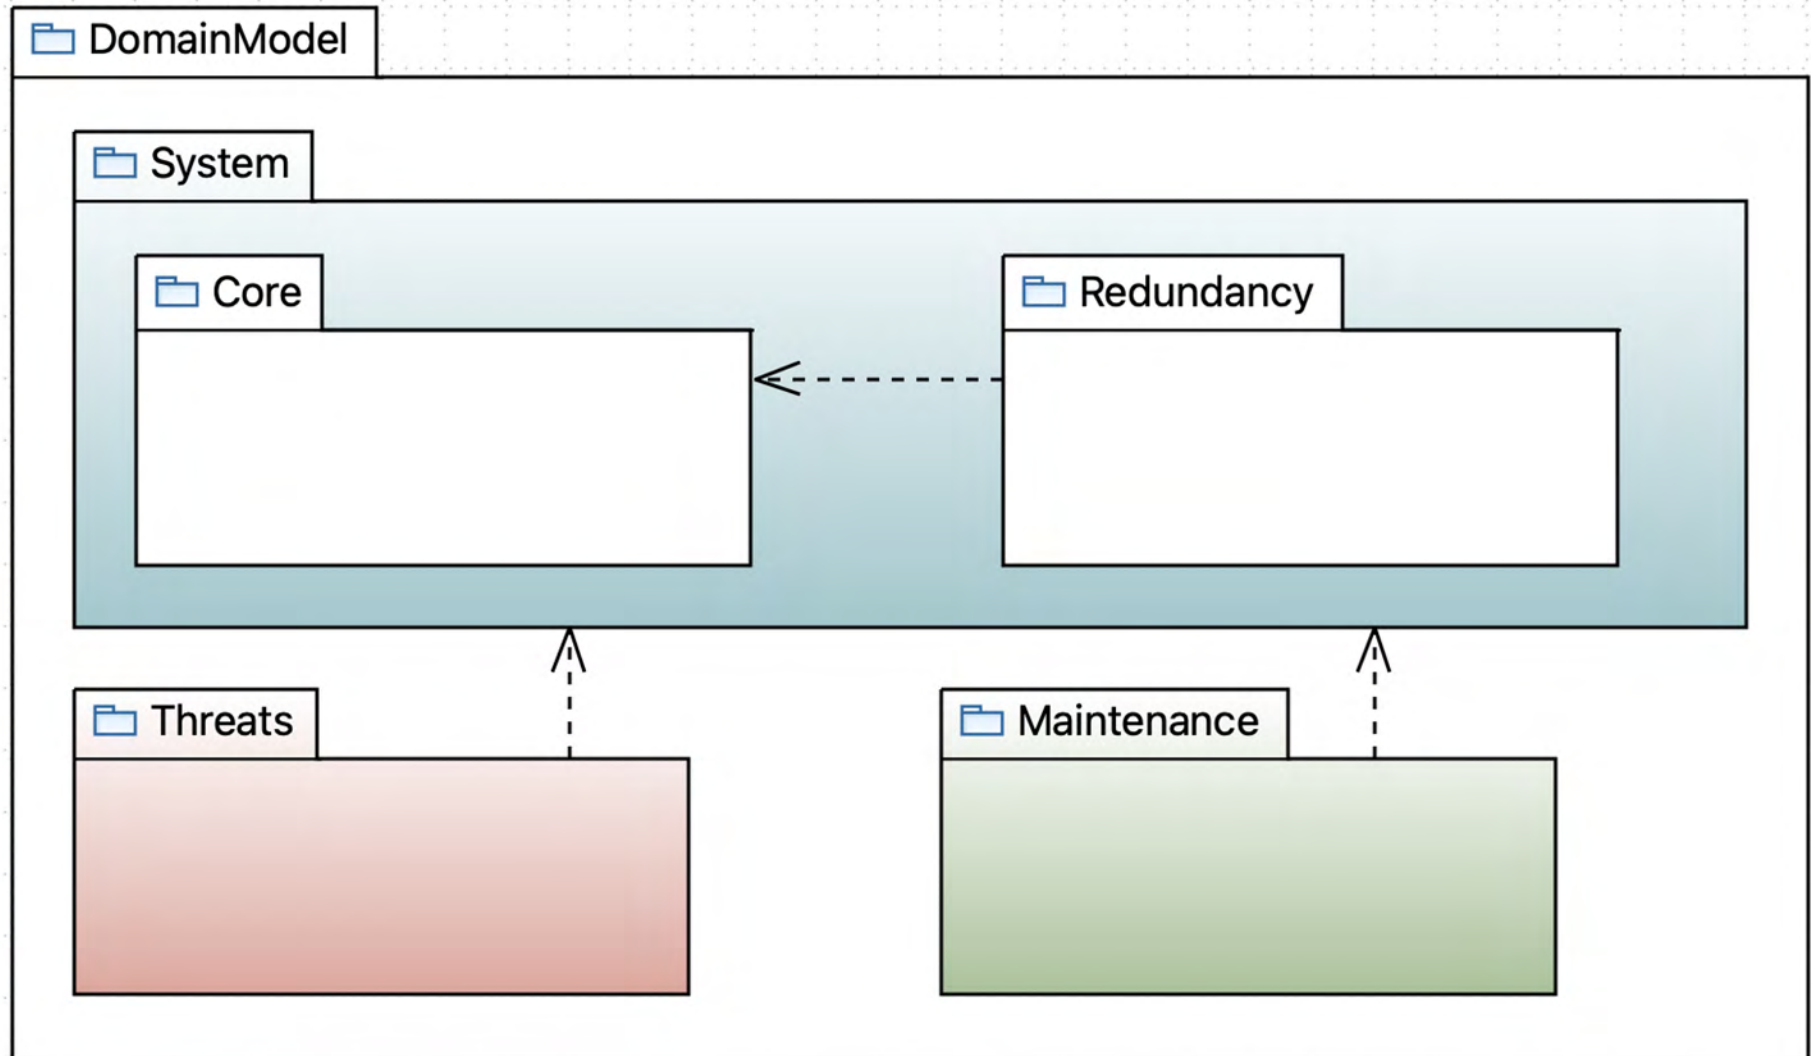 DomainModel
System
Core
Redundancy
Threats
Maintenance